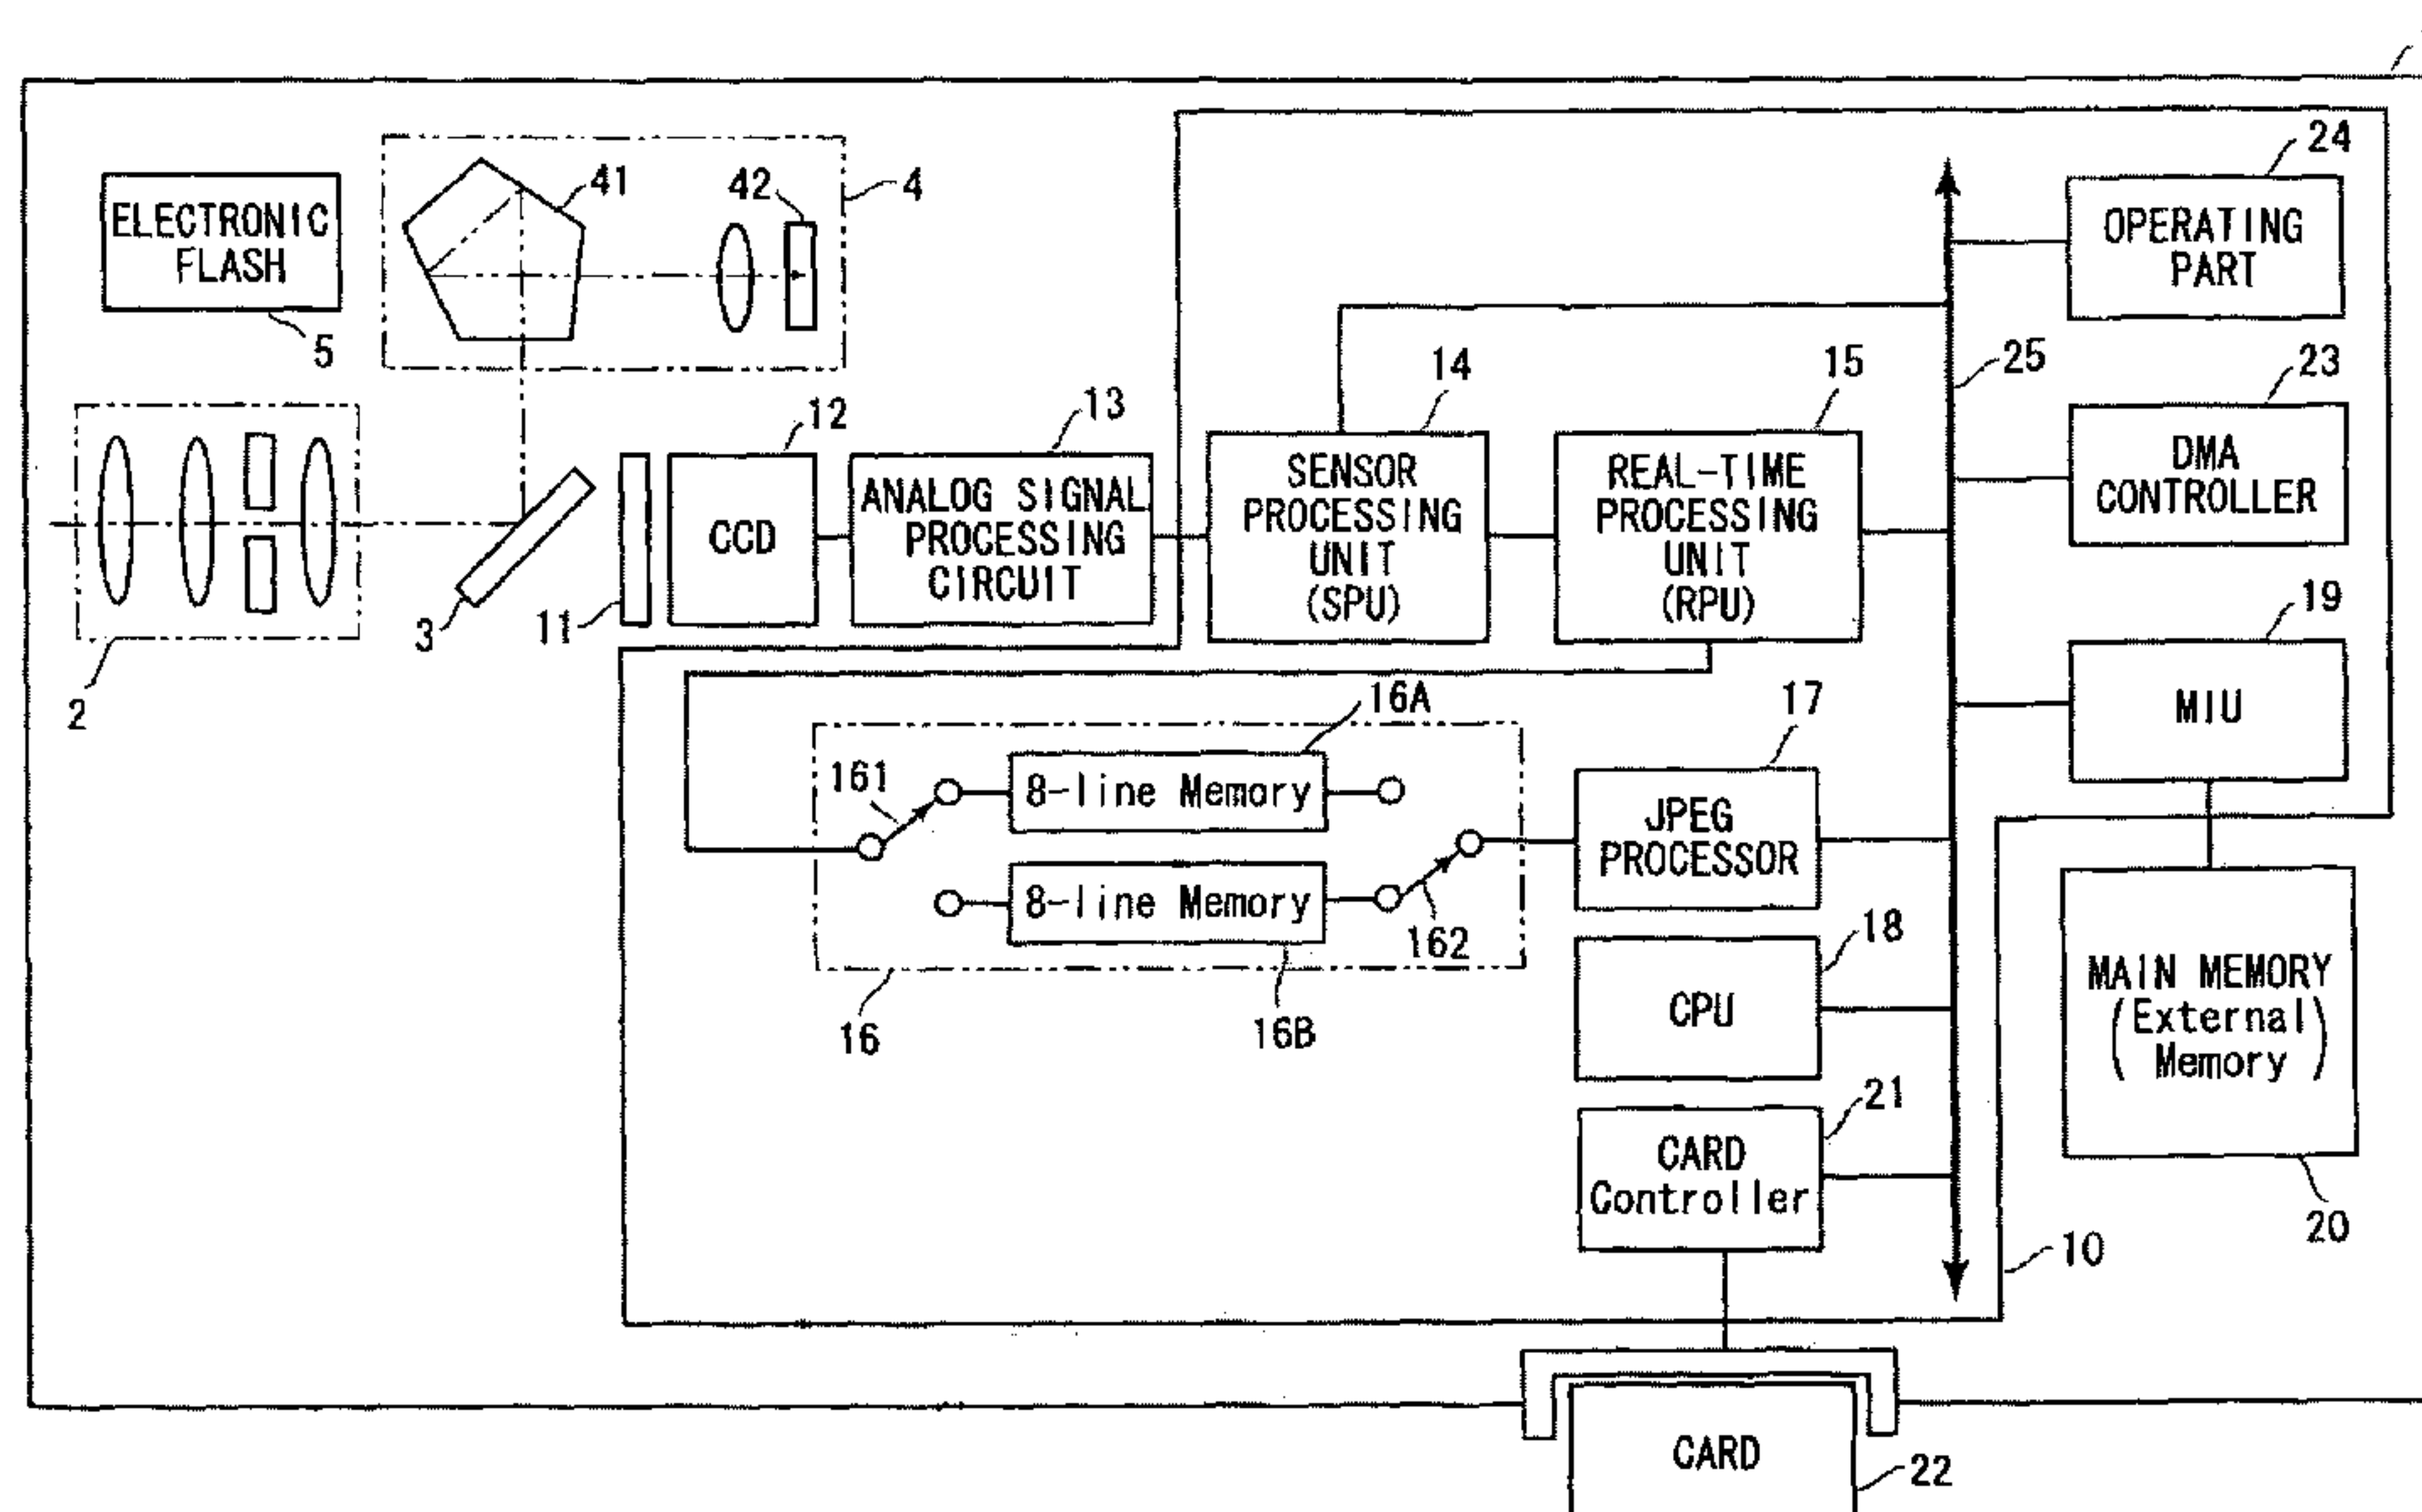 24
41
42
4
ELECTRONIC
FLASH
OPERATING
PART
5
25
23
14
15
12
13
DMA
CONTROLLER
SENSOR
PROCESSING
UNIT
(SPU)
REAL-TIME
PROCESSING
UNIT
(RPU)
CCD
ANALOG SIGNAL
PROCESSING
CIRCUIT
3
11
19
2
16A
17
MIU
161
8-line Memory
JPEG
PROCESSOR
8-line Memory
162
18
16
16B
CPU
MAIN MEMORY
(External)
( Memory )
21
CARD
Controller
20
10
CARD
22